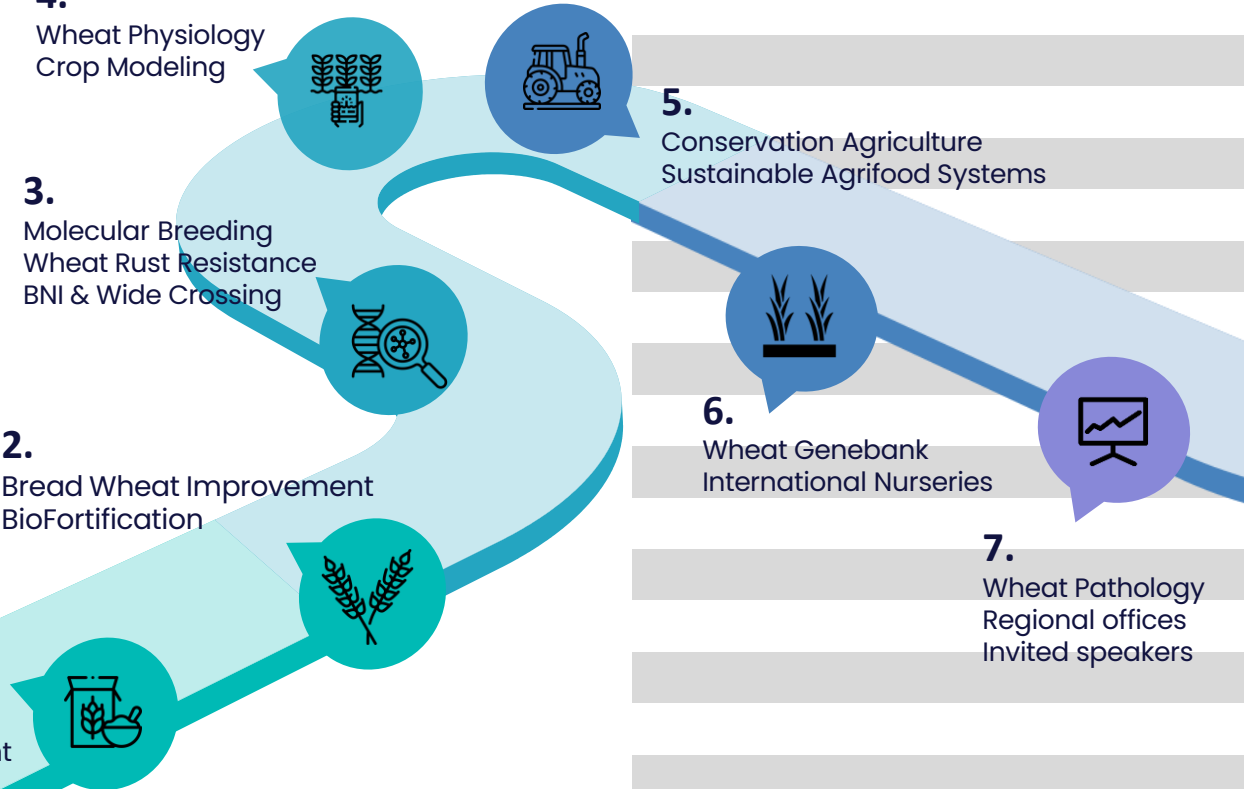 4.
Wheat Physiology
Crop Modeling
5.
Conservation Agriculture
Sustainable Agrifood Systems
3.
Molecular Breeding
Wheat Rust Resistance
BNI & Wide Crossing
6.
Wheat Genebank
International Nurseries
2.
Bread Wheat Improvement
BioFortification
7.
Wheat Pathology
Regional offices
Invited speakers